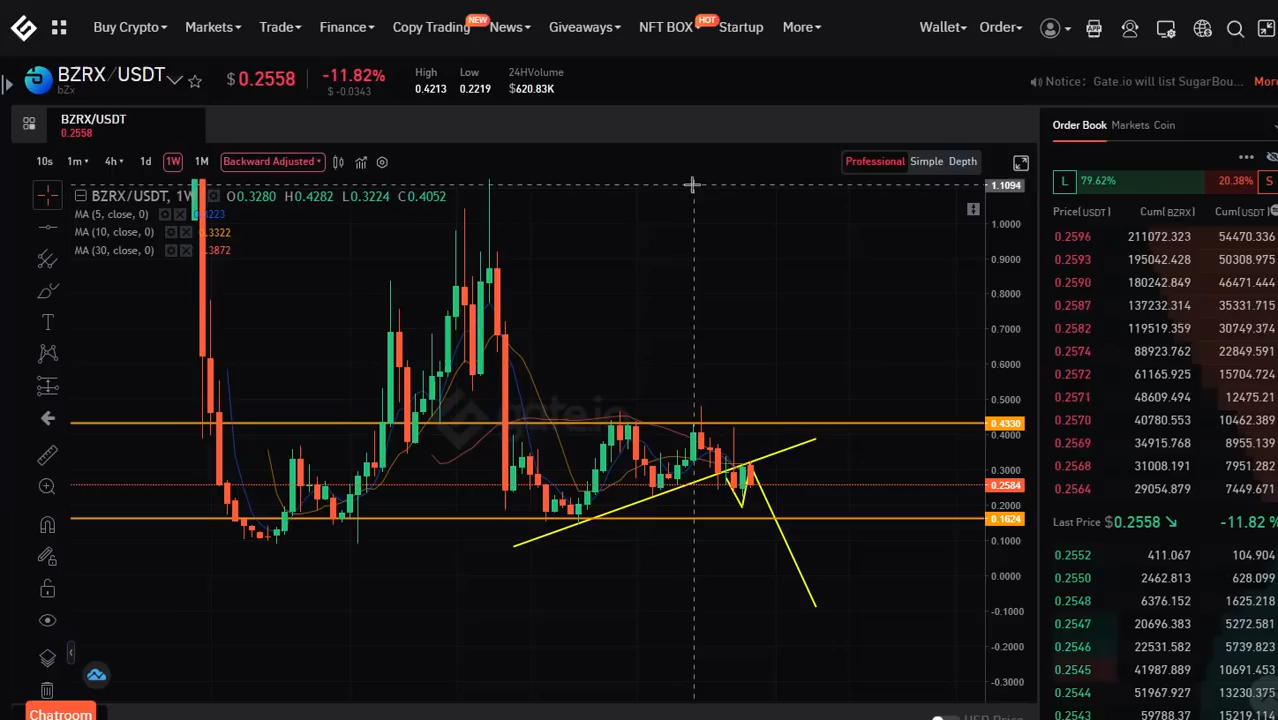 Buy Crypto Markets Trade Finance Copy Trading NEW News Giveaways NFT BOX HOT Startup More Wallet Order APP
BZRX/USDT
bZx
$ 0.2558
-11.82%
$ -0.0343
High
0.4213
Low
0.2219
24HVolume
$620.83K
Notice: Gate.io will list SugarBou... More
BZRX/USDT
0.2558
10s 1m 4h 1d 1W 1M Backward Adjusted
Professional Simple Depth
BZRX/USDT, 1W O0.3280 H0.4282 L0.3224 C0.4052
MA (5, close, 0)
MA (10, close, 0) 0.3322
MA (30, close, 0) 0.3872
gate.io
1.1094
1.0000
0.9000
0.8000
0.7000
0.6000
0.5000
0.4330
0.4000
0.3000
0.2584
0.2000
0.1624
0.1000
0.0000
-0.1000
-0.2000
-0.3000
Chatroom
USD Price
Order Book Markets Coin
L 79.62% 20.38% S
Price(USDT) Cum(BZRX) Cum(USDT)
0.2596 211072.323 54470.336
0.2593 195042.428 50308.975
0.2590 180242.849 46471.444
0.2587 137232.314 35331.715
0.2582 119519.359 30749.374
0.2574 88923.762 22849.591
0.2572 61165.925 15704.724
0.2571 48609.494 12475.21
0.2570 40780.553 10462.389
0.2568 34915.768 8955.139
0.2566 31008.191 7951.282
0.2564 29054.879 7449.671
Last Price $0.2558 -11.82 %
0.2552 411.067 104.904
0.2550 2462.813 628.099
0.2548 6376.152 1625.218
0.2547 20696.383 5272.581
0.2546 22531.582 5739.823
0.2545 41987.889 10691.453
0.2544 51967.927 13230.375
0.2543 59788.37 15219.114